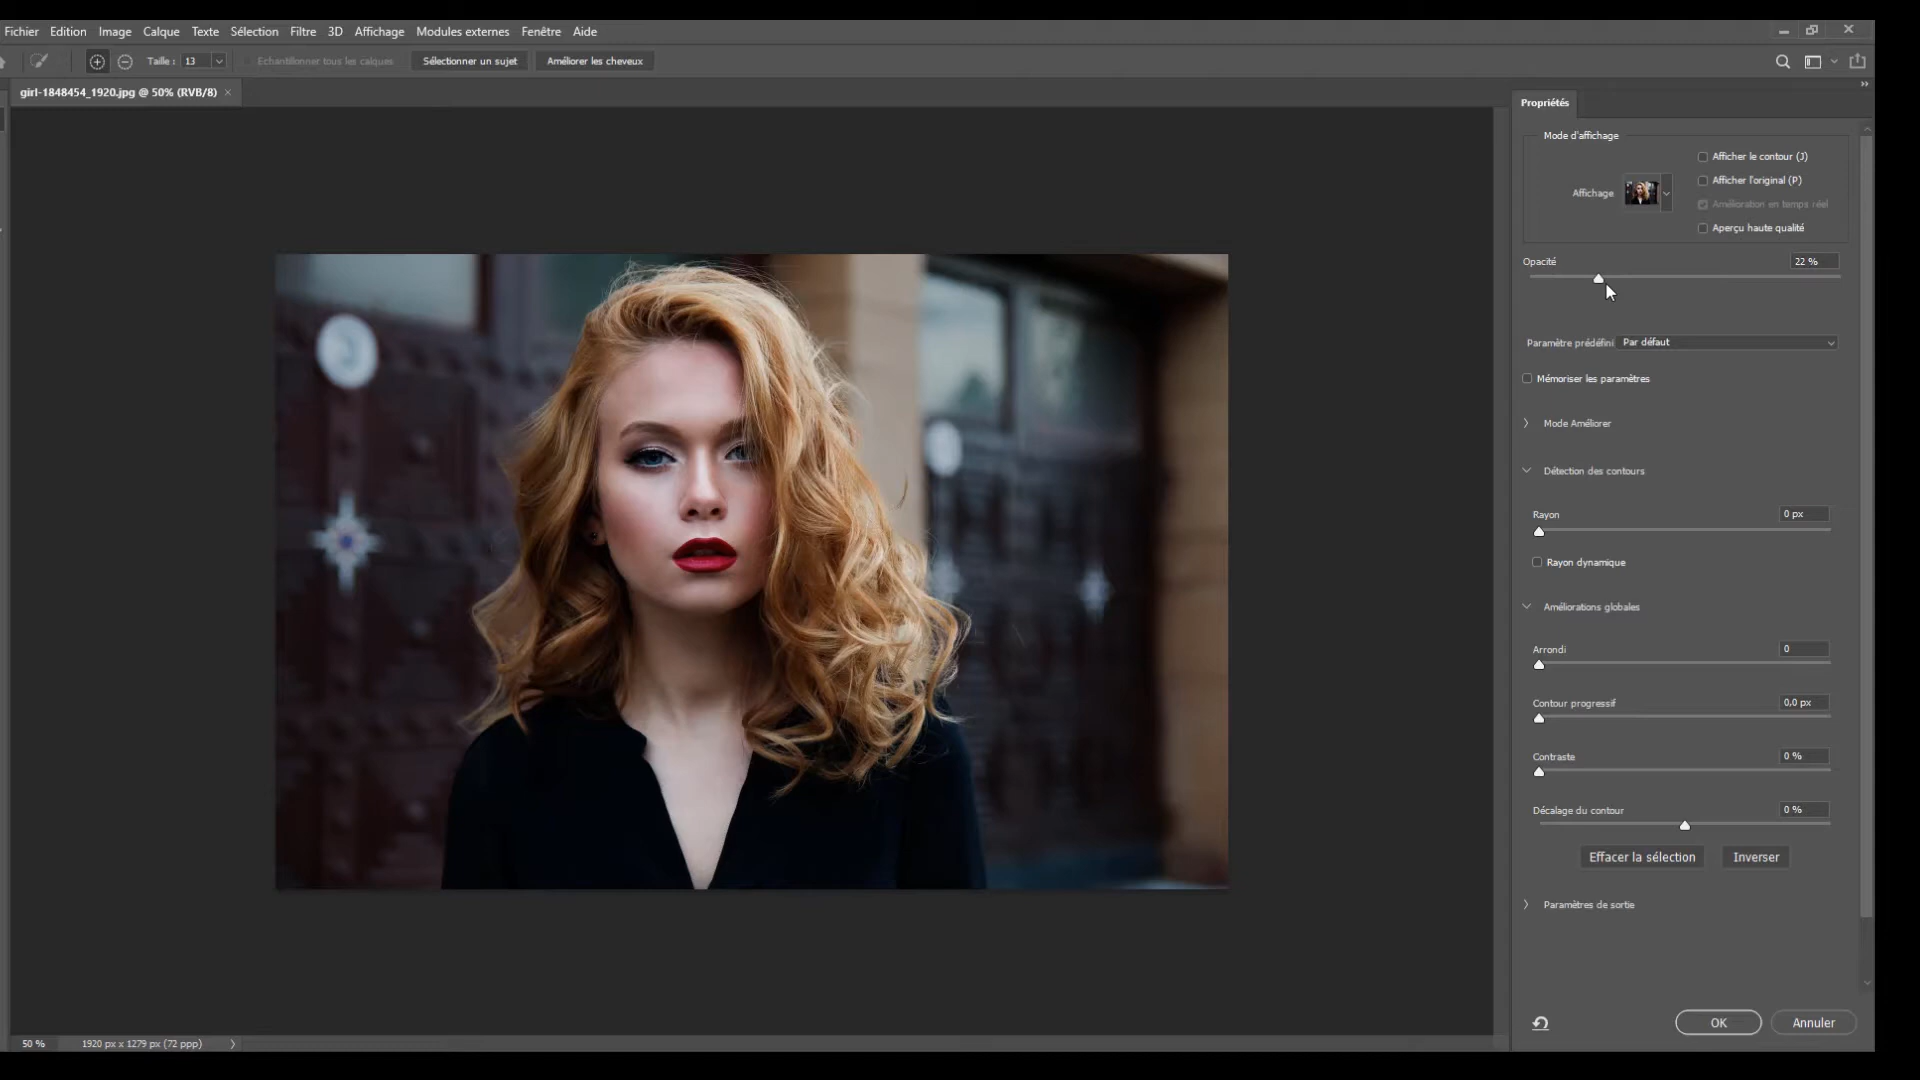 Fichier Edition Image Calque Texte Sélection Filtre 3D Affichage Modules externes Fenêtre Aide
Taille : 13 Echantillonner tous les calques Sélectionner un sujet Améliorer les cheveux
girl-1848454_1920.jpg @ 50% (RVB/8) ×
Propriétés
Mode d'affichage
Afficher le contour (J)
Afficher l'original (P)
Affichage
Amélioration en temps réel
Aperçu haute qualité
Opacité 22 %
Paramètre prédéfini Par défaut
Mémoriser les paramètres
Mode Améliorer
Détection des contours
Rayon 0 px
Rayon dynamique
Améliorations globales
Arrondi 0
Contour progressif 0,0 px
Contraste 0 %
Décalage du contour 0 %
Effacer la sélection Inverser
Paramètres de sortie
OK Annuler
50 % 1920 px x 1279 px (72 ppp)